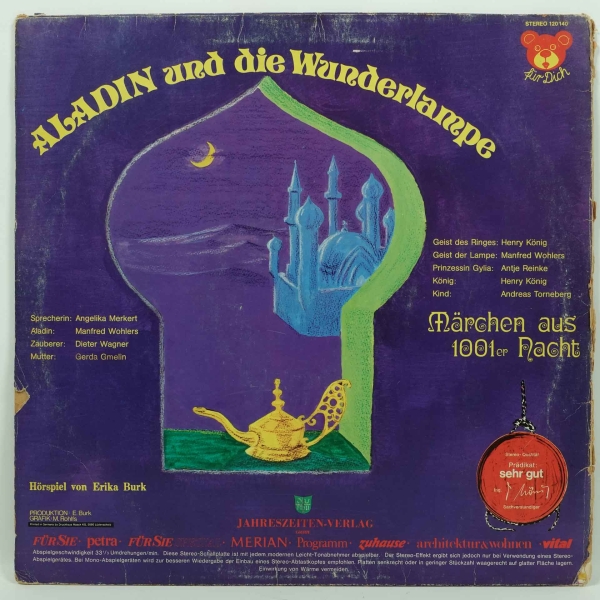 STEREO 120140
für Dich
ALADIN und die Wunderlampe
Geist des Ringes: Henry König
Geist der Lampe: Manfred Wohlers
Prinzessin Gylia: Antje Reinke
König: Henry König
Kind: Andreas Torneberg
Sprecherin: Angelika Merkert
Aladin: Manfred Wohlers
Zauberer: Dieter Wagner
Mutter: Gerda Gmelin
Märchen aus
1001er Nacht
Prädikat:
sehr gut
Sachverständiger
Hörspiel von Erika Burk
PRODUKTION: E. Burk
GRAFIK: M. Rohlfs
JAHRESZEITEN-VERLAG
FÜR SIE petra FÜR SIE MERIAN Programm zuhause architektur&wohnen vital
Abspielgeschwindigkeit 33 1/3 Umdrehungen/min. Diese Stereo-Schallplatte ist mit jedem modernen Leicht-Tonabnehmer abspielbar. Der Stereo-Effekt ergibt sich jedoch nur bei Verwendung eines Stereo-
Abspielgerätes. Bei Mono-Abspielgeräten wird zur besseren Wiedergabe der Einbau eines Stereo-Abtastkopfes empfohlen. Platten senkrecht oder in geringer Stückzahl waagerecht auf glatter Fläche lagern.
Einwirkung von Wärme vermeiden.